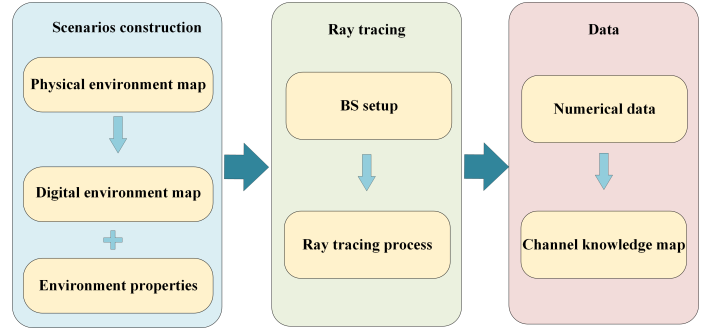 Scenarios construction
Physical environment map
Digital environment map
Environment properties
Ray tracing
BS setup
Ray tracing process
Data
Numerical data
Channel knowledge map